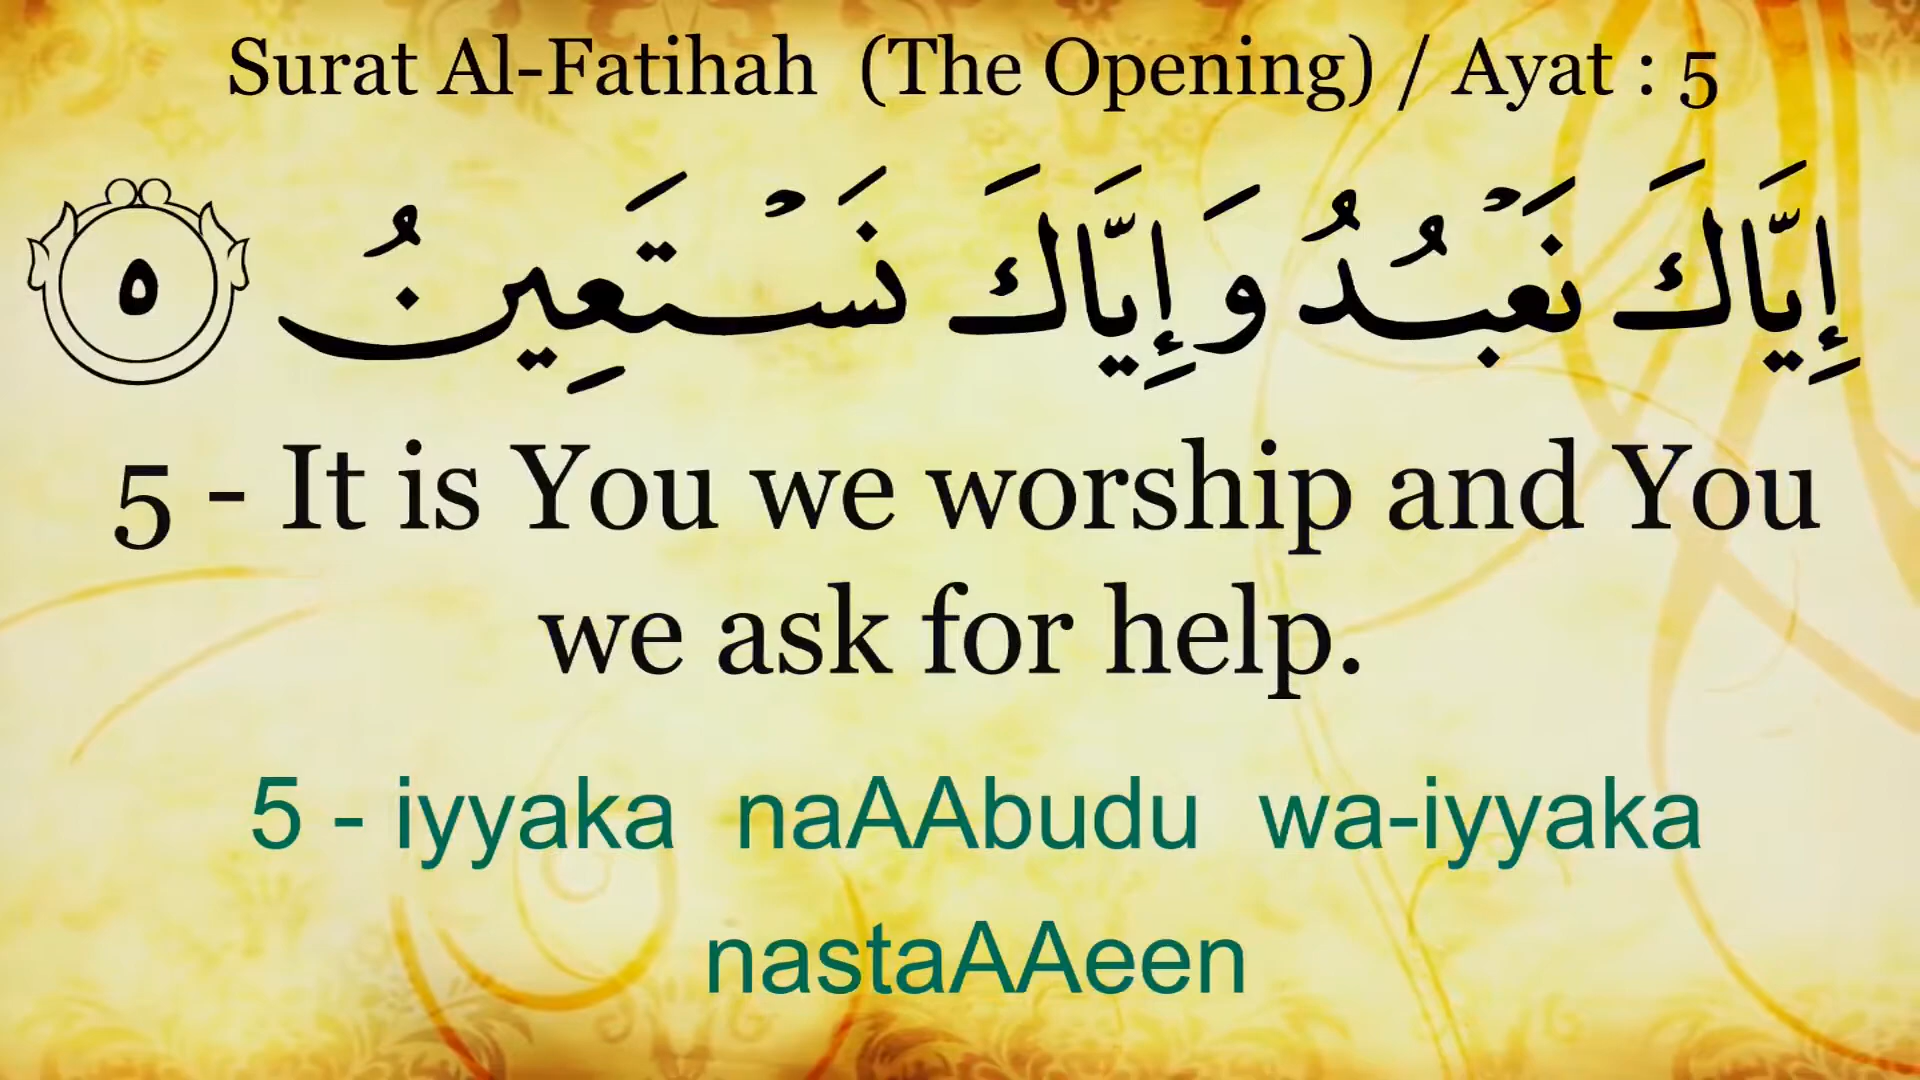 Surat Al-Fatihah (The Opening) / Ayat : 5
إِيَّاكَ نَعْبُدُ وَإِيَّاكَ نَسْتَعِينُ ٥
5 - It is You we worship and You
we ask for help.
5 - iyyaka naAAbudu wa-iyyaka
nastaAAeen